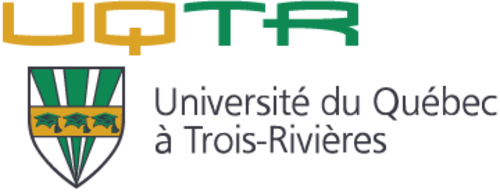 UQTR
Université du Québec
à Trois-Rivières